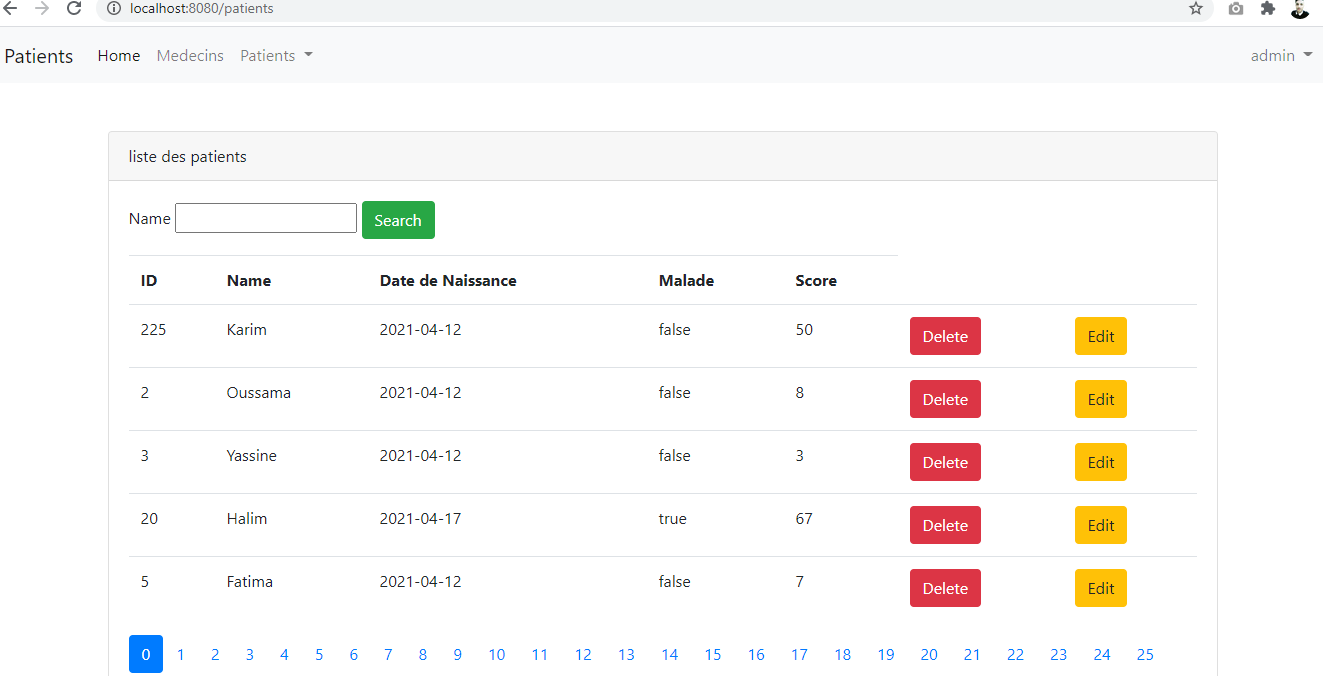 localhost:8080/patients
Patients Home Medecins Patients admin
liste des patients
Name Search
ID Name Date de Naissance Malade Score
225 Karim 2021-04-12 false 50 Delete Edit
2 Oussama 2021-04-12 false 8 Delete Edit
3 Yassine 2021-04-12 false 3 Delete Edit
20 Halim 2021-04-17 true 67 Delete Edit
5 Fatima 2021-04-12 false 7 Delete Edit
0 1 2 3 4 5 6 7 8 9 10 11 12 13 14 15 16 17 18 19 20 21 22 23 24 25